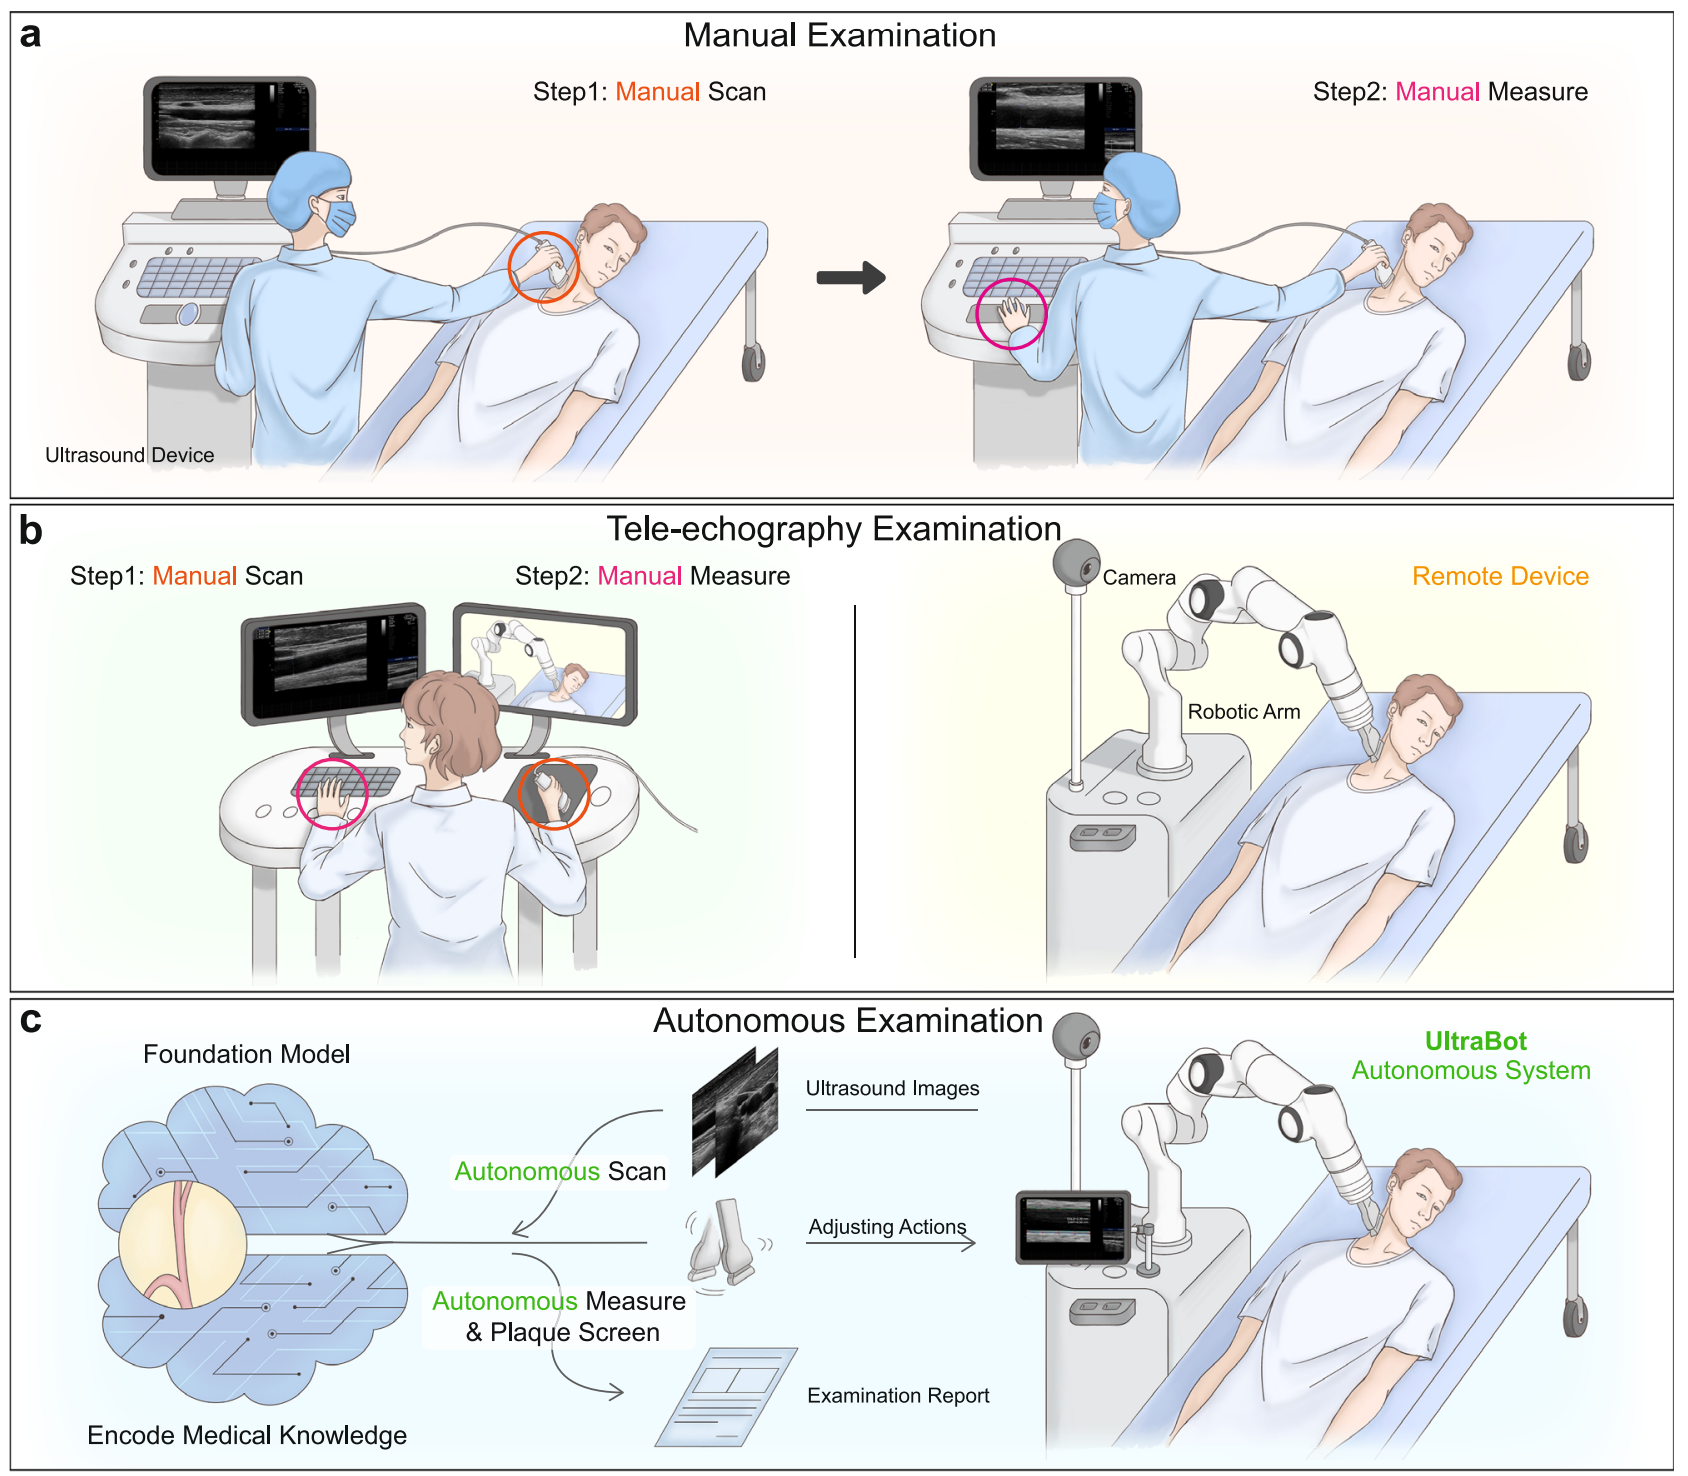 a
Manual Examination
Step1: Manual Scan
Step2: Manual Measure
Ultrasound Device
b
Tele-echography Examination
Step1: Manual Scan
Step2: Manual Measure
Camera
Remote Device
Robotic Arm
c
Autonomous Examination
Foundation Model
UltraBot
Autonomous System
Ultrasound Images
Autonomous Scan
Adjusting Actions
Autonomous Measure
& Plaque Screen
Examination Report
Encode Medical Knowledge